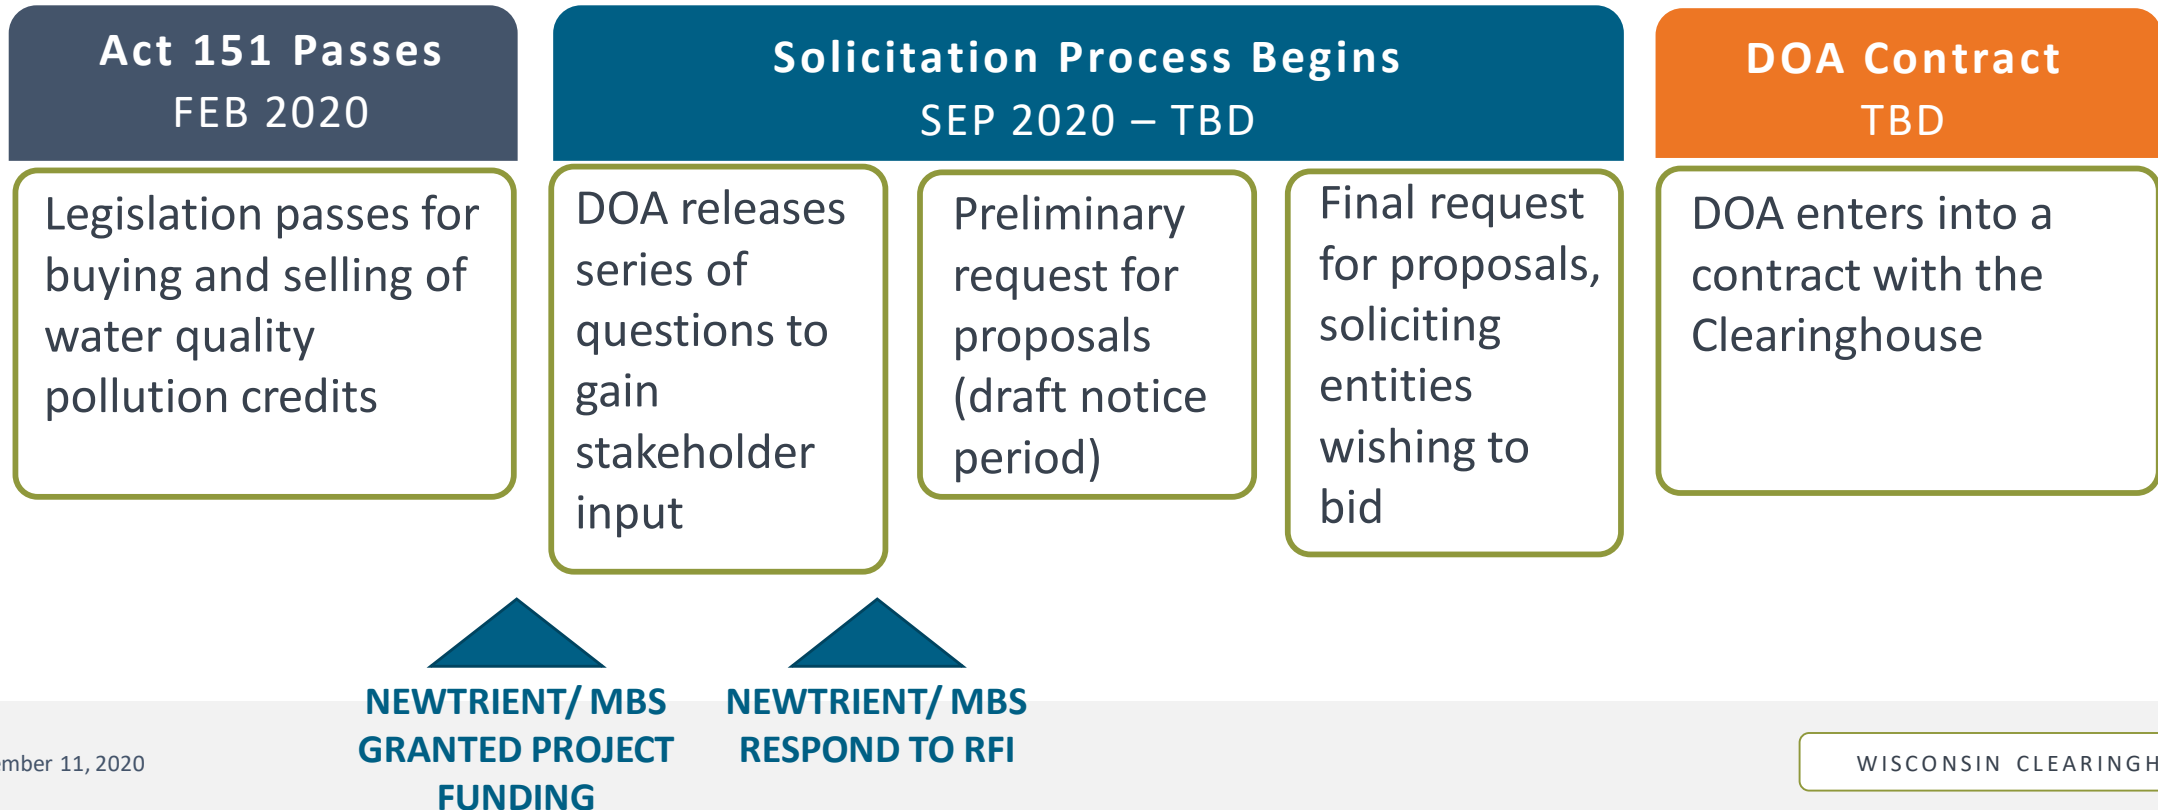 Act 151 Passes
FEB 2020
Solicitation Process Begins
SEP 2020 – TBD
DOA Contract
TBD
Legislation passes for
buying and selling of
water quality
pollution credits
DOA releases
series of
questions to
gain
stakeholder
input
Preliminary
request for
proposals
(draft notice
period)
Final request
for proposals,
soliciting
entities
wishing to
bid
DOA enters into a
contract with the
Clearinghouse
NEWTRIENT/ MBS
GRANTED PROJECT
FUNDING
NEWTRIENT/ MBS
RESPOND TO RFI
11, 2020
WISCONSIN